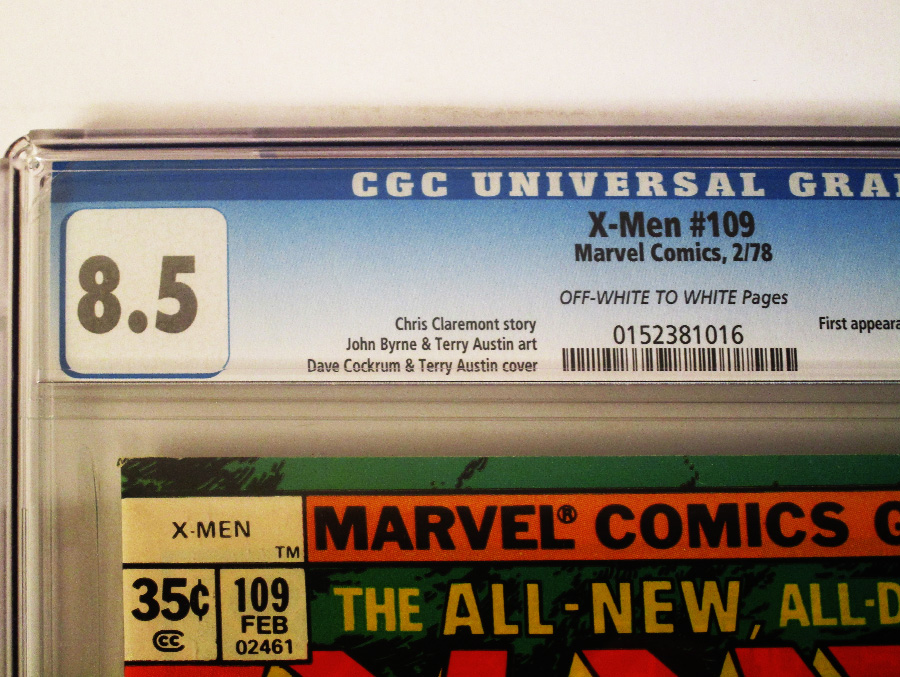 CGC UNIVERSAL GRA
8.5
X-Men #109
Marvel Comics, 2/78
OFF-WHITE TO WHITE Pages
Chris Claremont story
John Byrne & Terry Austin art
Dave Cockrum & Terry Austin cover
0152381016
First appeara
X-MEN
TM
MARVEL® COMICS G
35¢
CC
109
FEB
02461
THE ALL-NEW, ALL-D